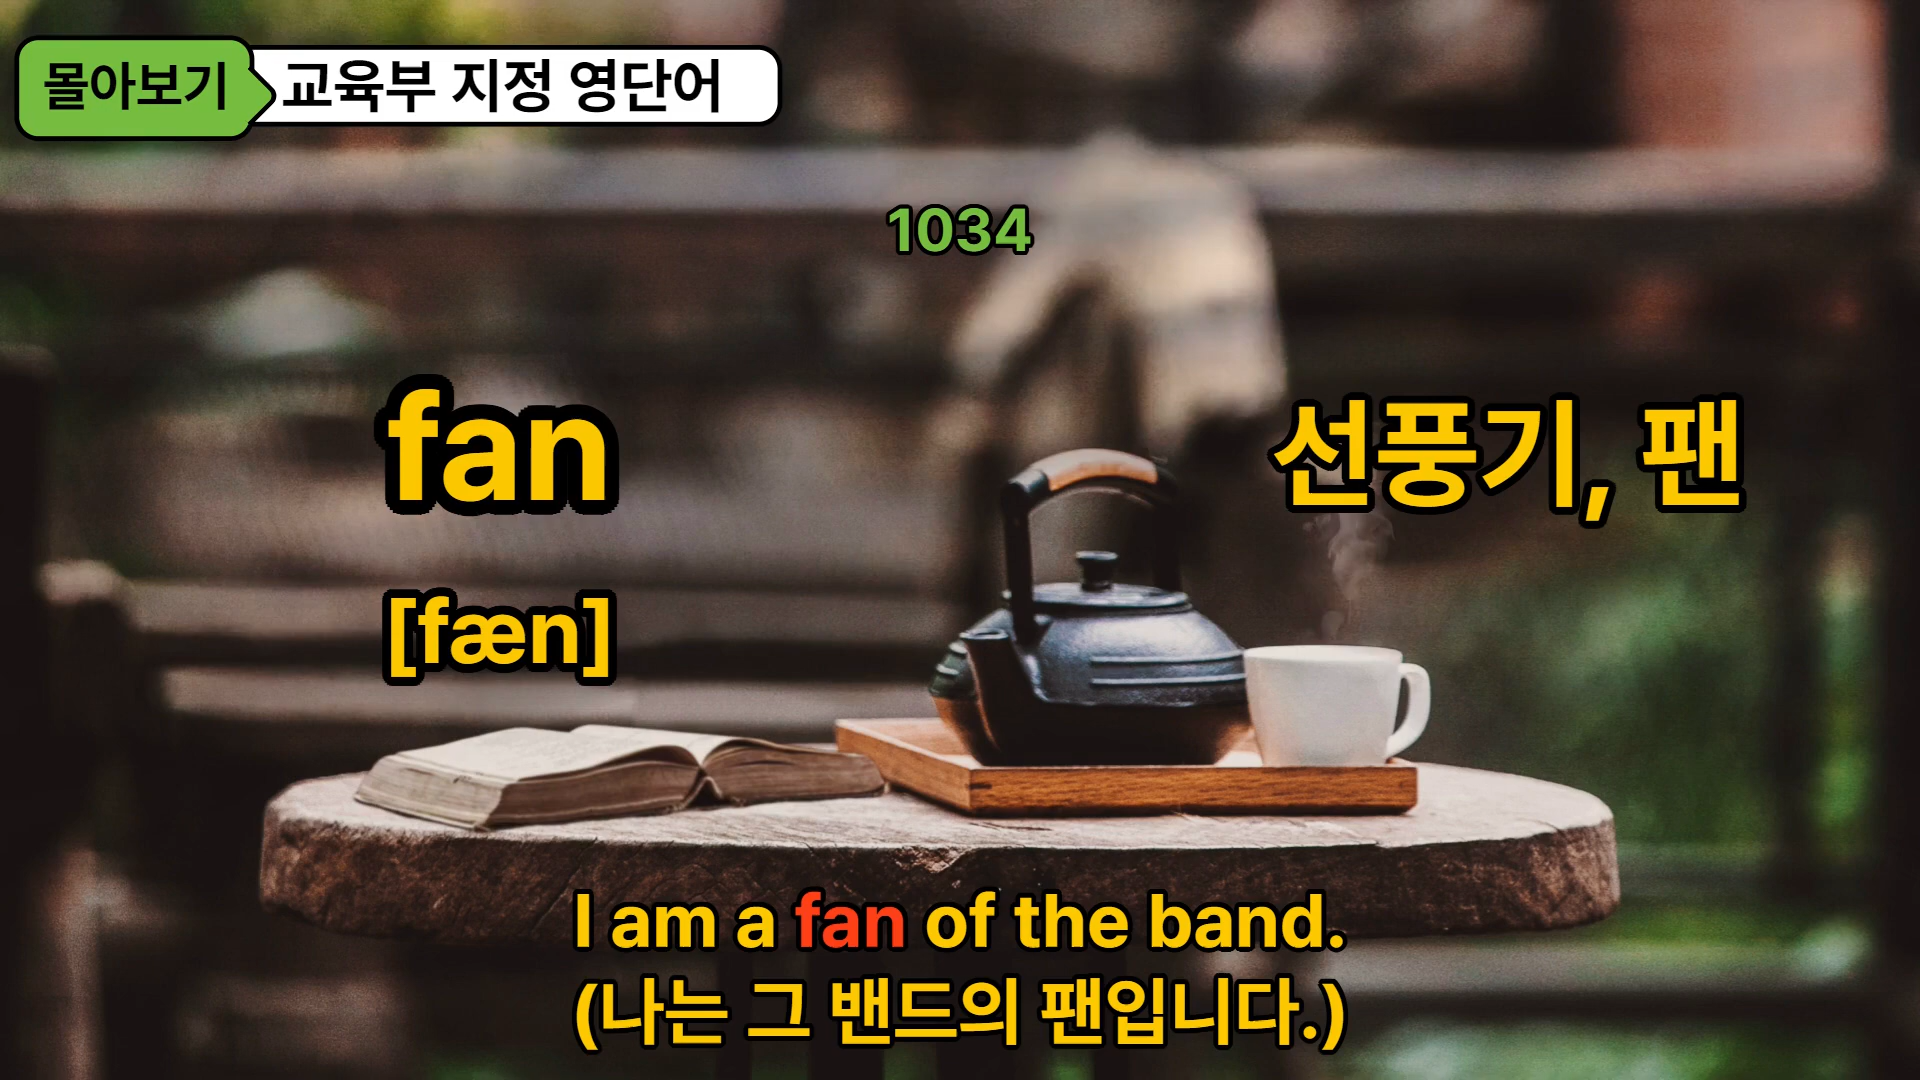 몰아보기 교육부 지정 영단어
1034
fan
선풍기, 팬
[fæn]
I am a fan of the band.
(나는 그 밴드의 팬입니다.)